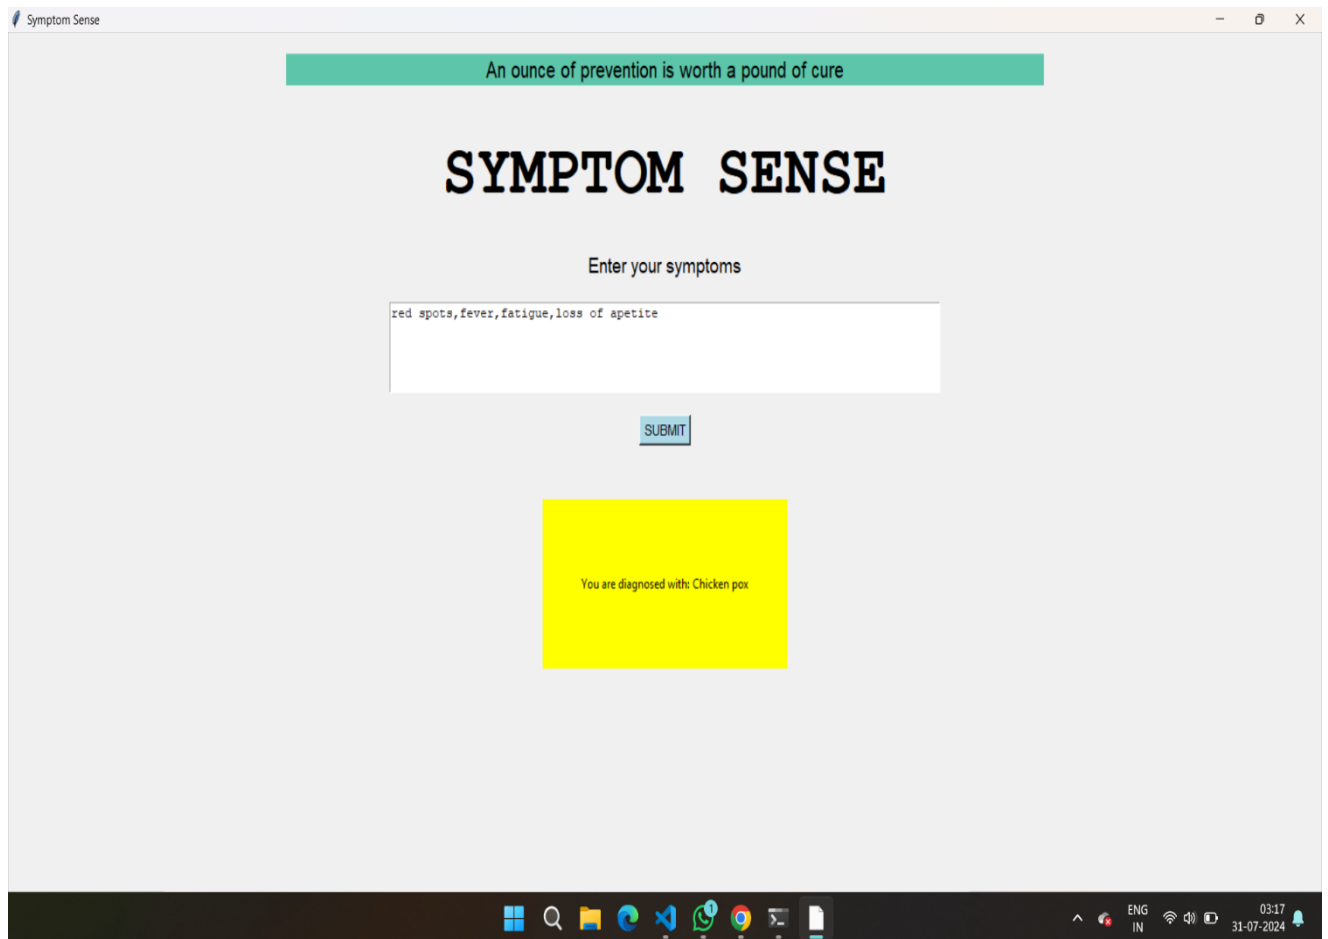 Symptom Sense
An ounce of prevention is worth a pound of cure
SYMPTOM SENSE
Enter your symptoms
red spots,fever,fatigue,loss of apetite
SUBMIT
You are diagnosed with: Chicken pox
1
ENG
IN
03:17
31-07-2024